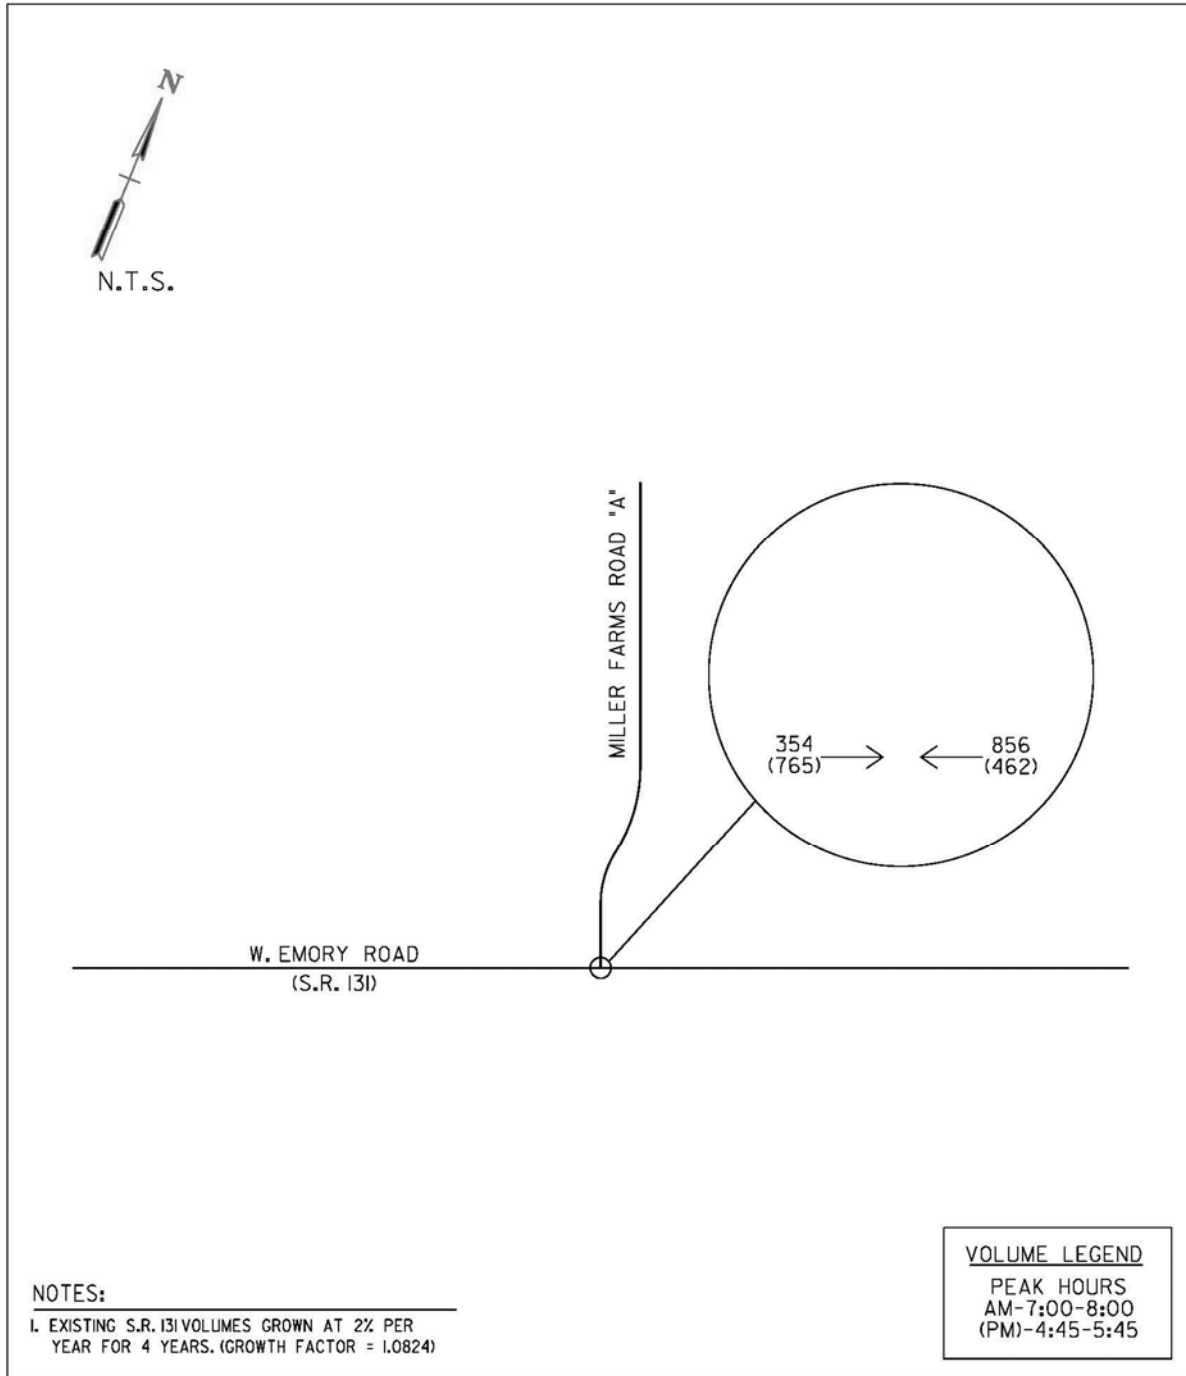 N
N.T.S.
MILLER FARMS ROAD "A"
354
(765)
856
(462)
W. EMORY ROAD
(S.R. 131)
NOTES:
1. EXISTING S.R. 131 VOLUMES GROWN AT 2% PER
YEAR FOR 4 YEARS. (GROWTH FACTOR = 1.0824)
VOLUME LEGEND
PEAK HOURS
AM-7:00-8:00
(PM)-4:45-5:45